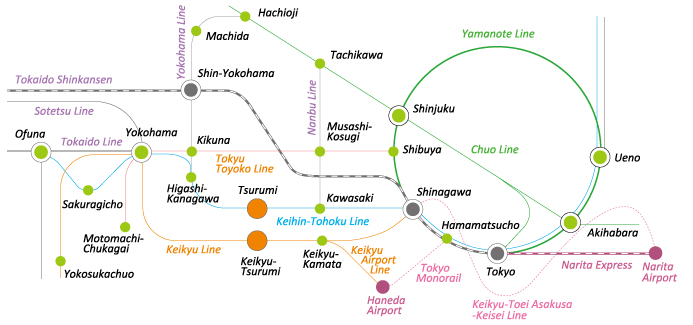 Hachioji
Machida
Yokohama Line
Yamanote Line
Tachikawa
Shin-Yokohama
Tokaido Shinkansen
Nanbu Line
Sotetsu Line
Shinjuku
Ofuna
Tokaido Line
Yokohama
Kikuna
Musashi-
Kosugi
Shibuya
Chuo Line
Ueno
Tokyu
Toyoko Line
Higashi-
Kanagawa
Tsurumi
Kawasaki
Shinagawa
Sakuragicho
Keihin-Tohoku Line
Hamamatsucho
Akihabara
Motomachi-
Chukagai
Keikyu Line
Keikyu-
Tsurumi
Keikyu-
Kamata
Keikyu
Airport
Line
Tokyo
Monorail
Tokyo
Narita Express
Narita
Airport
Yokosukachuo
Haneda
Airport
Keikyu-Toei Asakusa
-Keisei Line